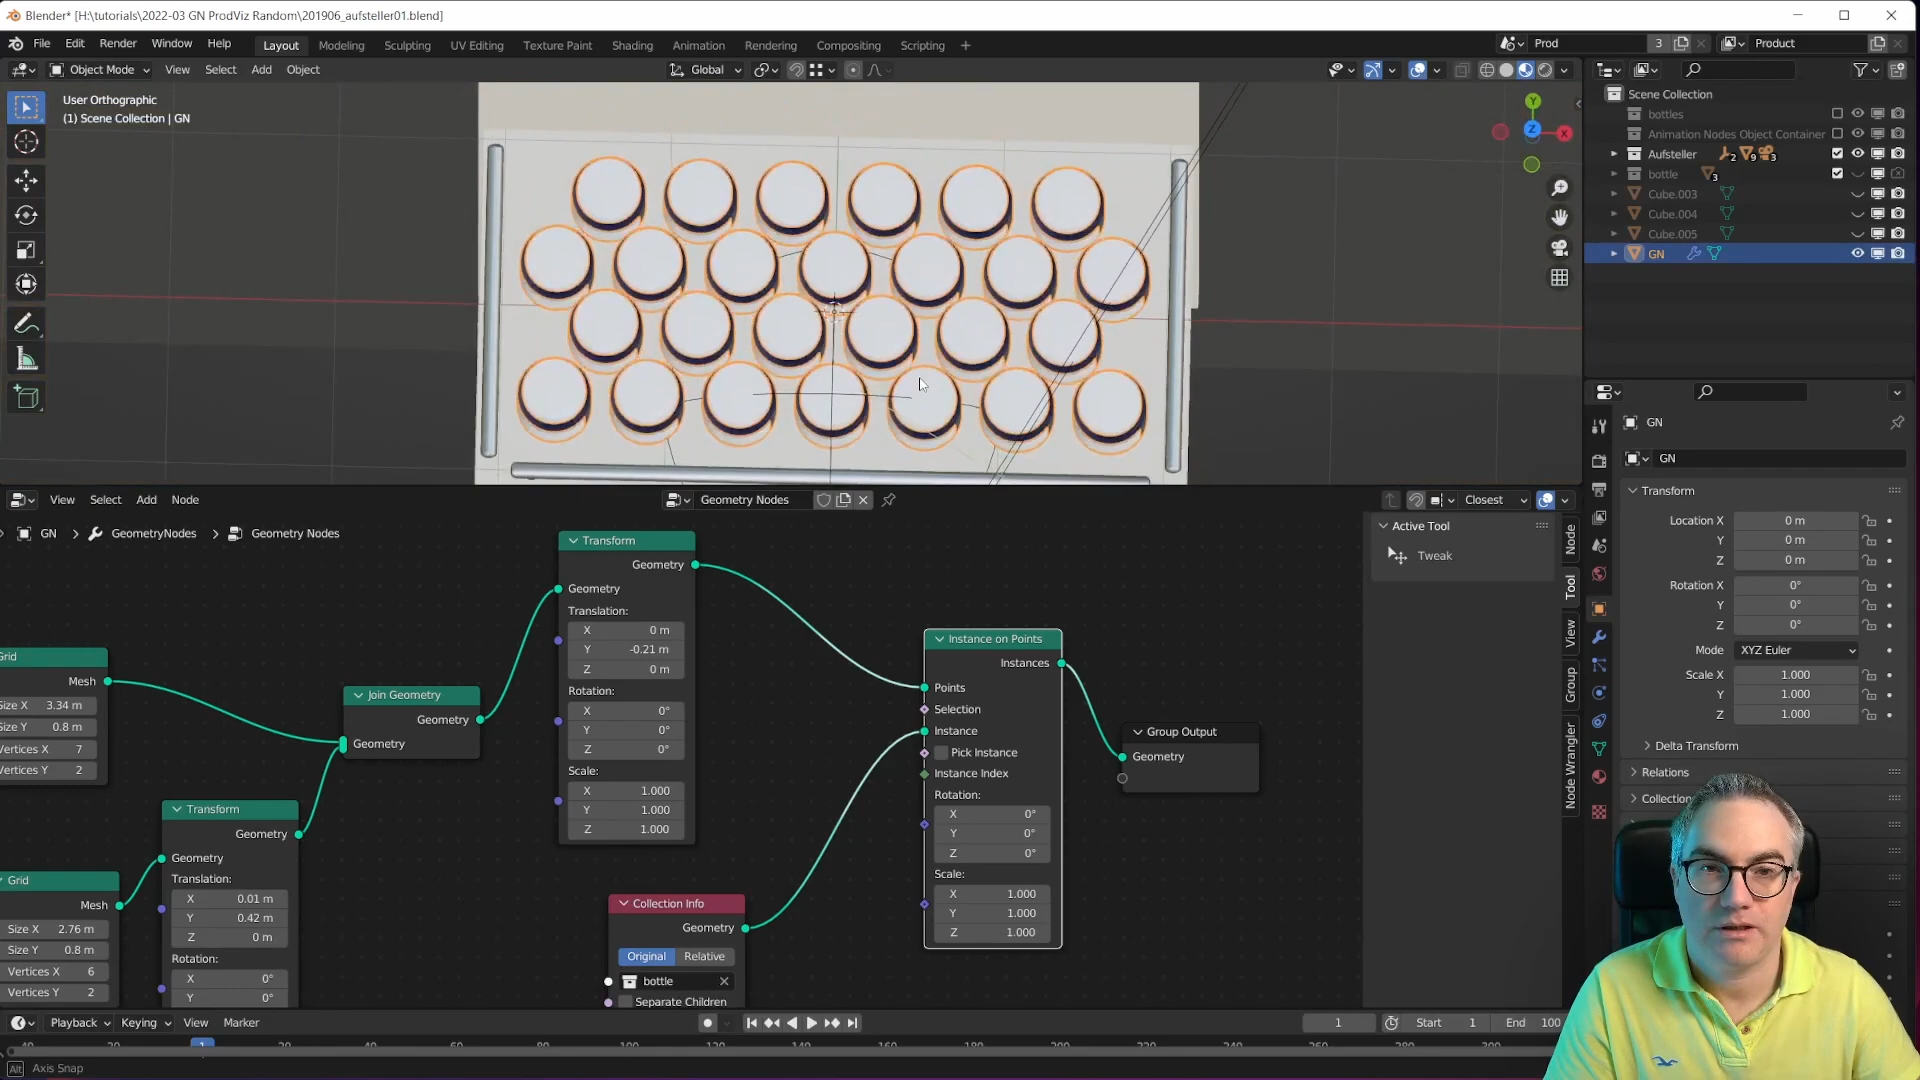 Blender* [H:\tutorials\2022-03 GN ProdViz Random\201906_aufsteller01.blend]
File Edit Render Window Help Layout Modeling Sculpting UV Editing Texture Paint Shading Animation Rendering Compositing Scripting + Prod 3 Product
Object Mode View Select Add Object Global
User Orthographic
(1) Scene Collection | GN
Y
Z
X
Scene Collection
bottles
Animation Nodes Object Container
Aufsteller 2 9 3
bottle 3
Cube.003
Cube.004
Cube.005
GN
GN
GN
Transform
Location X 0 m
Y 0 m
Z 0 m
Rotation X 0°
Y 0°
Z 0°
Mode XYZ Euler
Scale X 1.000
Y 1.000
Z 1.000
Delta Transform
Relations
Collection
View Select Add Node Geometry Nodes Closest
GN > GeometryNodes > Geometry Nodes
Active Tool
Tweak
Node
Tool
View
Group
Node Wrangler
Grid
Mesh
Size X 3.34 m
Size Y 0.8 m
Vertices X 7
Vertices Y 2
Grid
Mesh
Size X 2.76 m
Size Y 0.8 m
Vertices X 6
Vertices Y 2
Transform
Geometry
Geometry
Translation:
X 0.01 m
Y 0.42 m
Z 0 m
Rotation:
X 0°
Y 0°
Join Geometry
Geometry
Geometry
Transform
Geometry
Geometry
Translation:
X 0 m
Y -0.21 m
Z 0 m
Rotation:
X 0°
Y 0°
Z 0°
Scale:
X 1.000
Y 1.000
Z 1.000
Collection Info
Geometry
Original Relative
bottle
Separate Children
Instance on Points
Instances
Points
Selection
Instance
Pick Instance
Instance Index
Rotation:
X 0°
Y 0°
Z 0°
Scale:
X 1.000
Y 1.000
Z 1.000
Group Output
Geometry
Playback Keying View Marker 1 Start 1 End 100
1
Alt Axis Snap